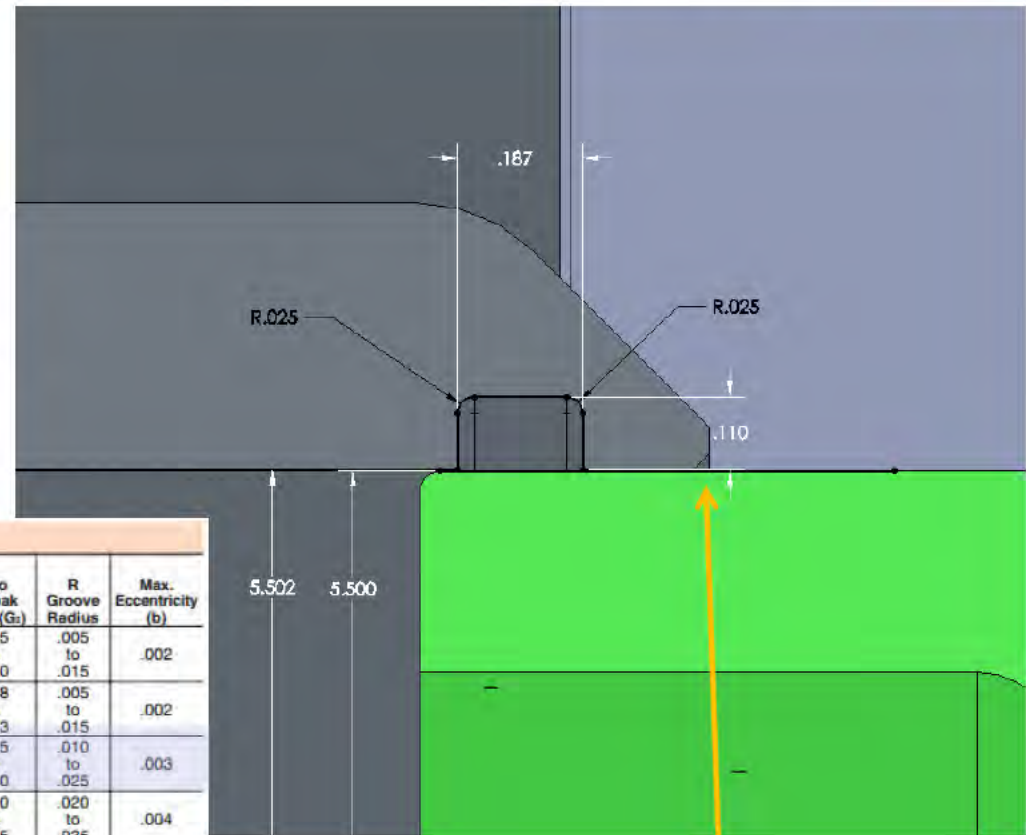 .187
R.025
R.025
.110
5.502 5.500
R
Groove
Radius
Max.
Eccentricity
(b)
.005
to
.015
.002
.005
to
.015
.002
.010
to
.025
.003
.020
to
.004